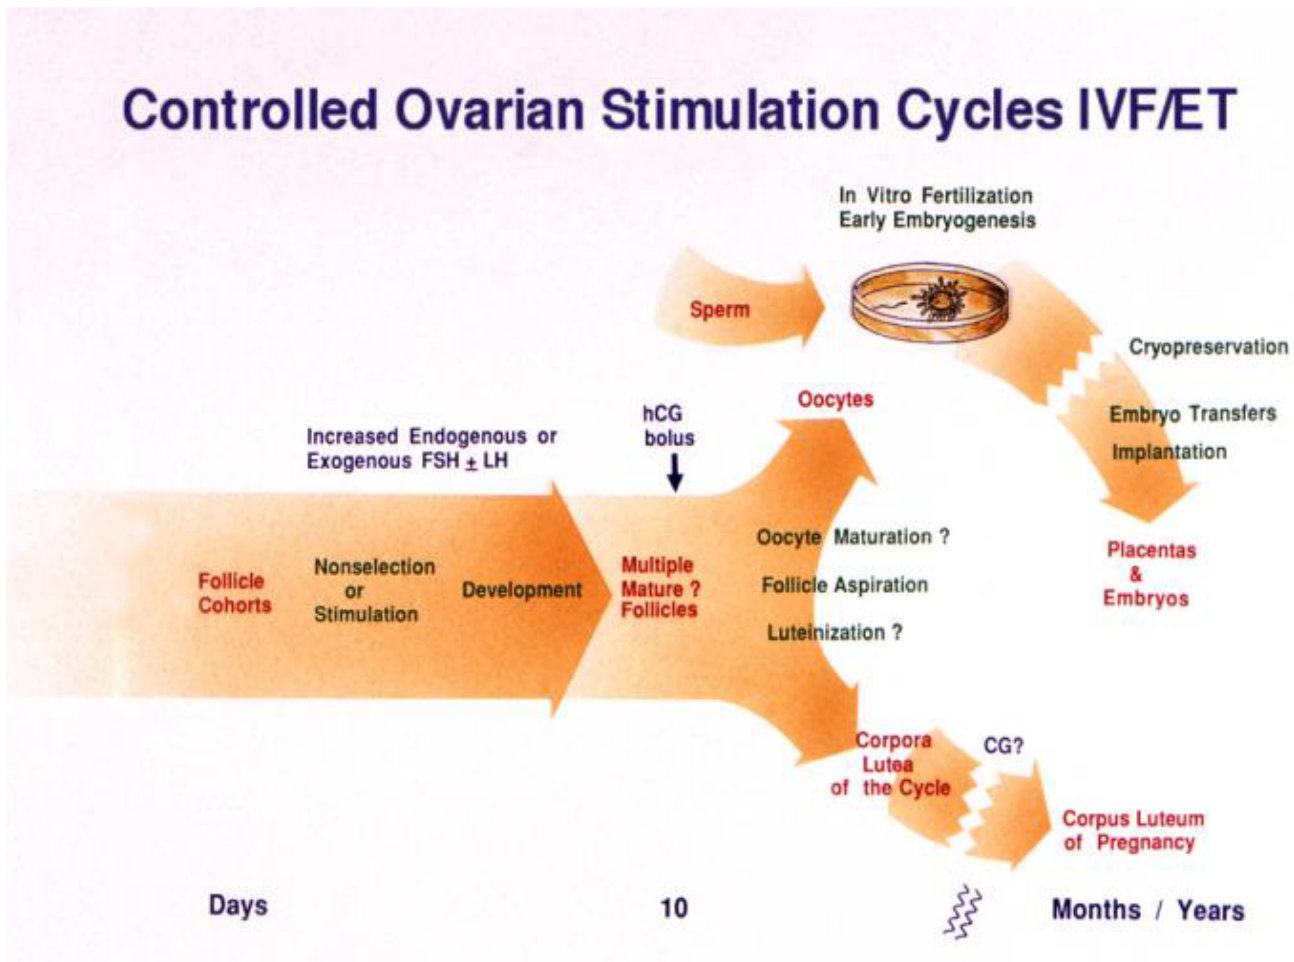 Controlled Ovarian Stimulation Cycles IVF/ET
In Vitro Fertilization
Early Embryogenesis
Sperm
Cryopreservation
Embryo Transfers
Implantation
Oocytes
hCG
bolus
Increased Endogenous or
Exogenous FSH ± LH
Follicle
Cohorts
Nonselection
or
Stimulation
Development
Multiple
Mature ?
Follicles
Oocyte Maturation ?
Follicle Aspiration
Luteinization ?
Placentas
&
Embryos
Corpora
Lutea
of the Cycle
CG?
Corpus Luteum
of Pregnancy
Days
10
Months / Years